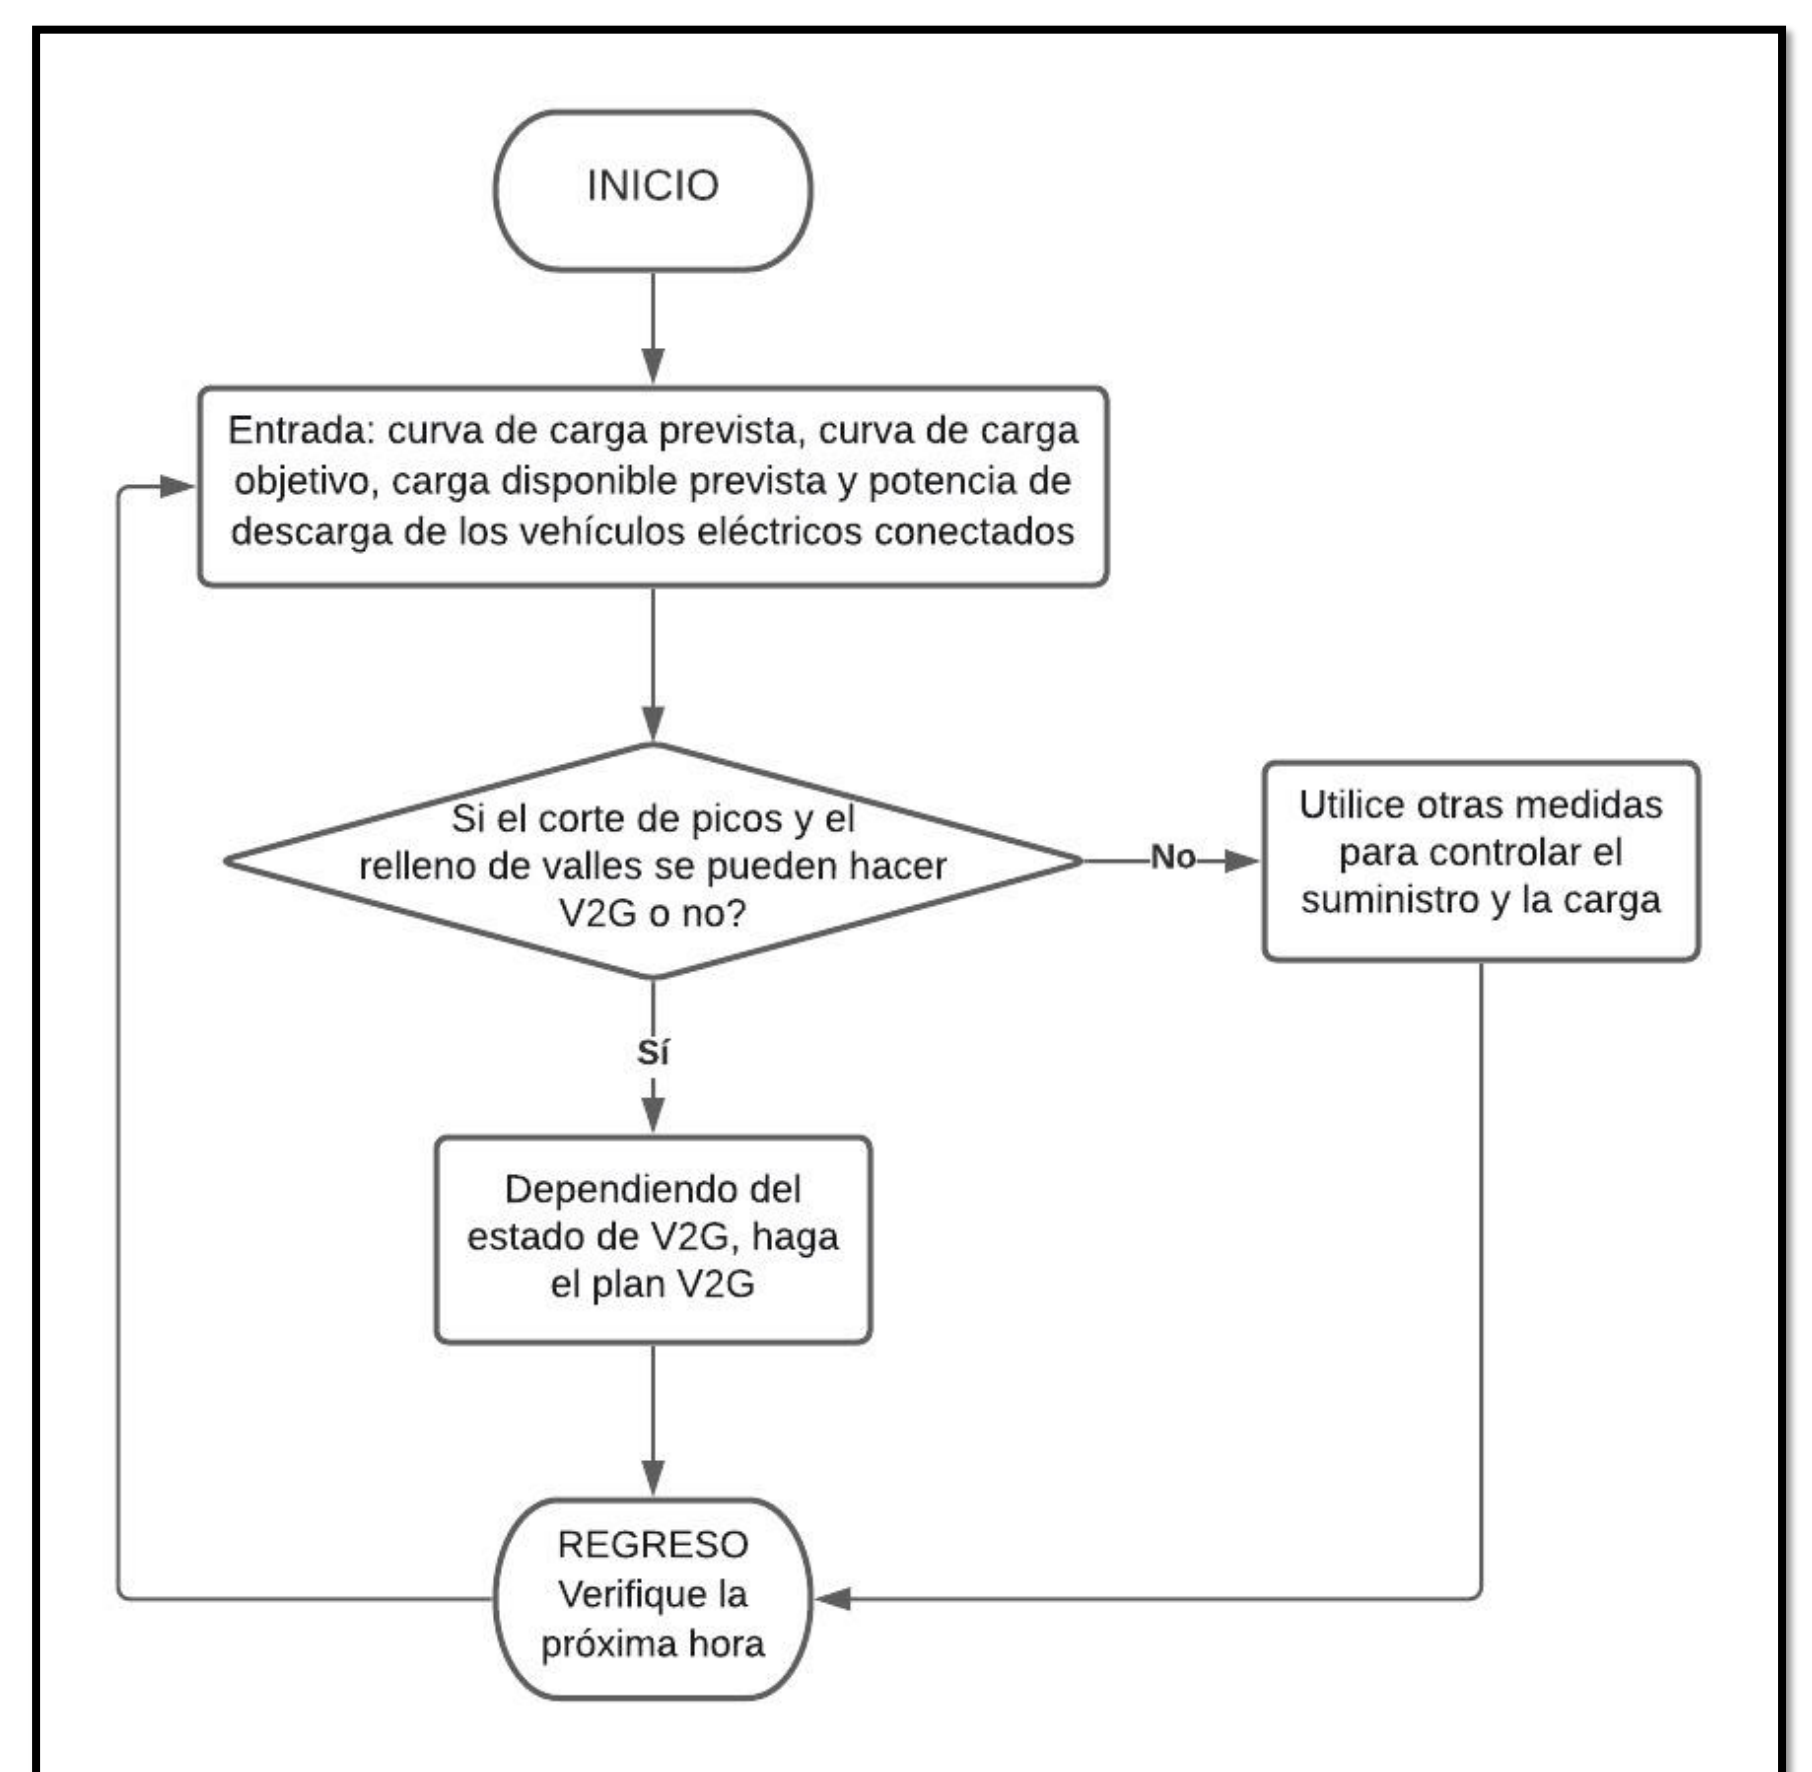 INICIO
Entrada: curva de carga prevista, curva de carga
objetivo, carga disponible prevista y potencia de
descarga de los vehículos eléctricos conectados
Si el corte de picos y el
relleno de valles se pueden hacer
V2G o no?
No
Utilice otras medidas
para controlar el
suministro y la carga
Sí
Dependiendo del
estado de V2G, haga
el plan V2G
REGRESO
Verifique la
próxima hora